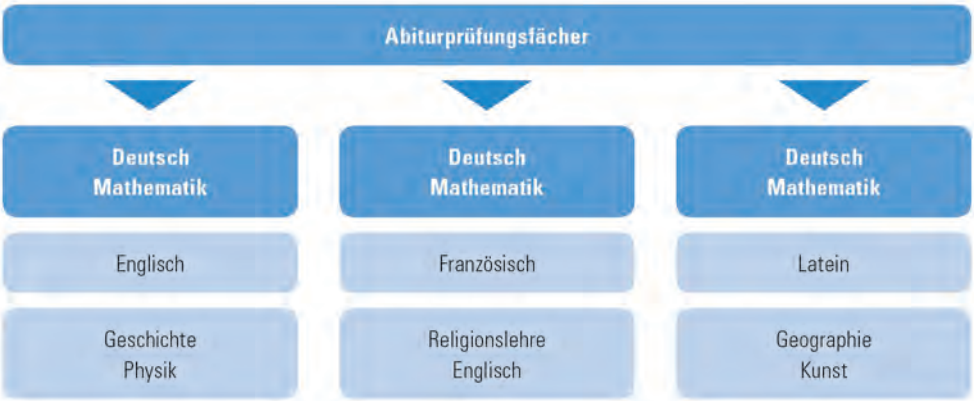 Abiturprüfungsfächer
Deutsch
Mathematik
Englisch
Geschichte
Physik
Deutsch
Mathematik
Französisch
Religionslehre
Englisch
Deutsch
Mathematik
Latein
Geographie
Kunst